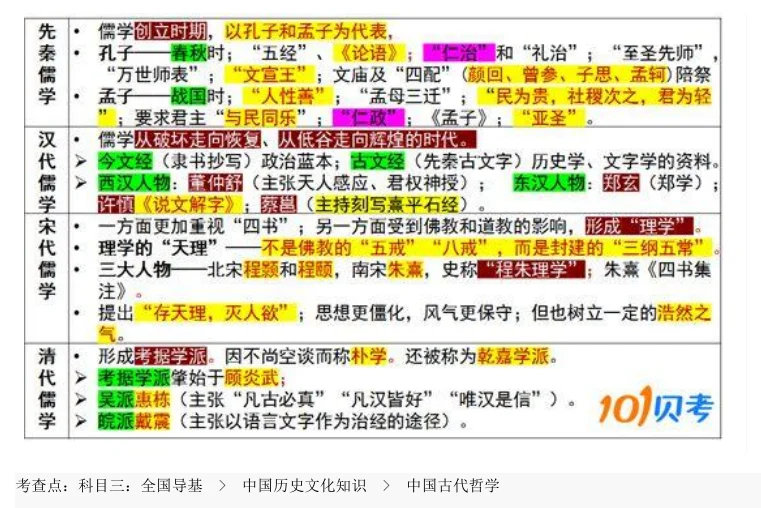 先秦儒学
• 儒学创立时期，以孔子和孟子为代表，
• 孔子——春秋时；“五经”、《论语》；“仁治”和“礼治”；“至圣先师”，
“万世师表”；“文宣王”；文庙及“四配”(颜回、曾参、子思、孟轲)陪祭
• 孟子——战国时；“人性善”；“孟母三迁”；“民为贵，社稷次之，君为轻
”；要求君主“与民同乐”；“仁政”；《孟子》；“亚圣”。
汉代儒学
• 儒学从破坏走向恢复、从低谷走向辉煌的时代。
➢ 今文经（隶书抄写）政治蓝本；古文经（先秦古文字）历史学、文字学的资料。
➢ 西汉人物：董仲舒（主张天人感应、君权神授）； 东汉人物：郑玄（郑学）；
许慎《说文解字》；蔡邕（主持刻写熹平石经）。
宋代儒学
• 一方面更加重视“四书”；另一方面受到佛教和道教的影响，形成“理学”。
• 理学的“天理”——不是佛教的“五戒”“八戒”，而是封建的“三纲五常”。
• 三大人物——北宋程颢和程颐，南宋朱熹，史称“程朱理学”；朱熹《四书集
注》。
• 提出“存天理，灭人欲”；思想更僵化，风气更保守；但也树立一定的浩然之
气。
清代儒学
• 形成考据学派。因不尚空谈而称朴学。还被称为乾嘉学派。
➢ 考据学派肇始于顾炎武；
➢ 吴派惠栋（主张“凡古必真”“凡汉皆好”“唯汉是信”）。
➢ 皖派戴震（主张以语言文字作为治经的途径）。
101贝考
考查点：科目三：全国导基 > 中国历史文化知识 > 中国古代哲学